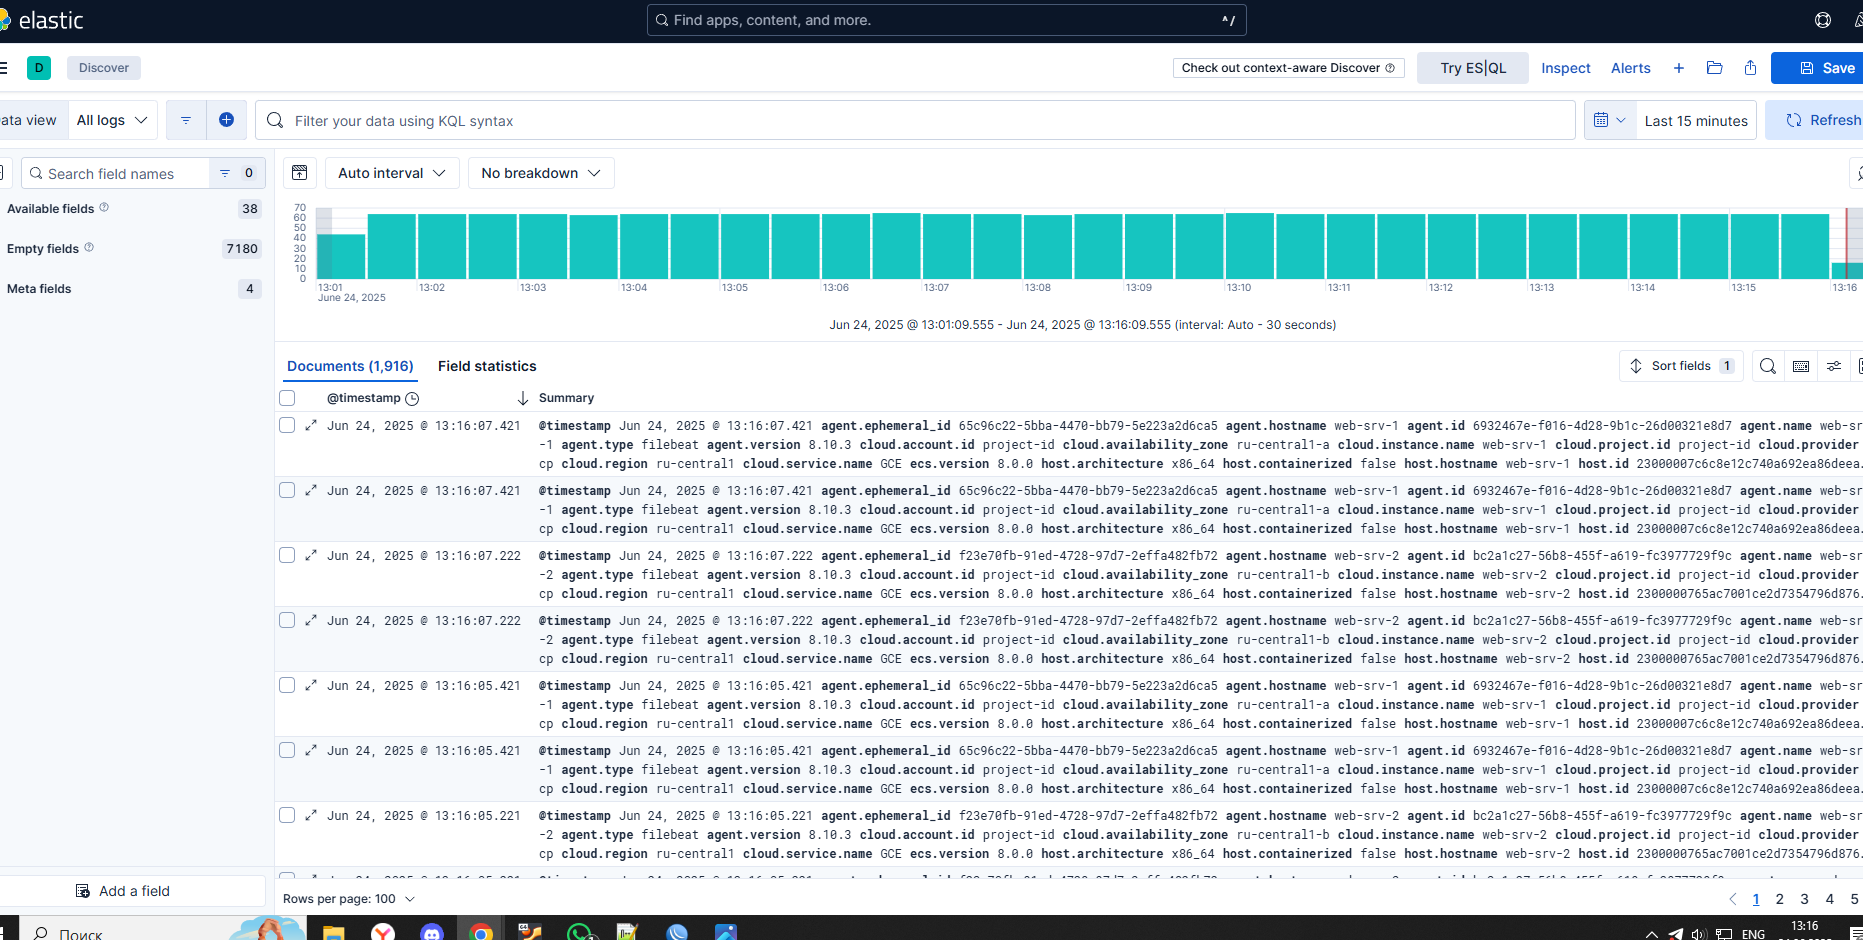 elastic
Find apps, content, and more.
^/
D
Discover
Check out context-aware Discover
Try ES|QL
Inspect
Alerts
Save
ata view
All logs
Filter your data using KQL syntax
Last 15 minutes
Refresh
Search field names
0
Auto interval
No breakdown
Available fields
38
Empty fields
7180
Meta fields
4
70
60
50
40
30
20
10
0
13:01 13:02 13:03 13:04 13:05 13:06 13:07 13:08 13:09 13:10 13:11 13:12 13:13 13:14 13:15 13:16
June 24, 2025
Jun 24, 2025 @ 13:01:09.555 - Jun 24, 2025 @ 13:16:09.555 (interval: Auto - 30 seconds)
Documents (1,916)
Field statistics
Sort fields 1
@timestamp
Summary
Jun 24, 2025 @ 13:16:07.421 @timestamp Jun 24, 2025 @ 13:16:07.421 agent.ephemeral_id 65c96c22-5bba-4470-bb79-5e223a2d6ca5 agent.hostname web-srv-1 agent.id 6932467e-f016-4d28-9b1c-26d00321e8d7 agent.name web-sr
-1 agent.type filebeat agent.version 8.10.3 cloud.account.id project-id cloud.availability_zone ru-central1-a cloud.instance.name web-srv-1 cloud.project.id project-id cloud.provider
cp cloud.region ru-central1 cloud.service.name GCE ecs.version 8.0.0 host.architecture x86_64 host.containerized false host.hostname web-srv-1 host.id 23000007c6c8e12c740a692ea86deea.
Jun 24, 2025 @ 13:16:07.421 @timestamp Jun 24, 2025 @ 13:16:07.421 agent.ephemeral_id 65c96c22-5bba-4470-bb79-5e223a2d6ca5 agent.hostname web-srv-1 agent.id 6932467e-f016-4d28-9b1c-26d00321e8d7 agent.name web-sr
-1 agent.type filebeat agent.version 8.10.3 cloud.account.id project-id cloud.availability_zone ru-central1-a cloud.instance.name web-srv-1 cloud.project.id project-id cloud.provider
cp cloud.region ru-central1 cloud.service.name GCE ecs.version 8.0.0 host.architecture x86_64 host.containerized false host.hostname web-srv-1 host.id 23000007c6c8e12c740a692ea86deea.
Jun 24, 2025 @ 13:16:07.222 @timestamp Jun 24, 2025 @ 13:16:07.222 agent.ephemeral_id f23e70fb-91ed-4728-97d7-2effa482fb72 agent.hostname web-srv-2 agent.id bc2a1c27-56b8-455f-a619-fc3977729f9c agent.name web-sr
-2 agent.type filebeat agent.version 8.10.3 cloud.account.id project-id cloud.availability_zone ru-central1-b cloud.instance.name web-srv-2 cloud.project.id project-id cloud.provider
cp cloud.region ru-central1 cloud.service.name GCE ecs.version 8.0.0 host.architecture x86_64 host.containerized false host.hostname web-srv-2 host.id 2300000765ac7001ce2d7354796d876.
Jun 24, 2025 @ 13:16:07.222 @timestamp Jun 24, 2025 @ 13:16:07.222 agent.ephemeral_id f23e70fb-91ed-4728-97d7-2effa482fb72 agent.hostname web-srv-2 agent.id bc2a1c27-56b8-455f-a619-fc3977729f9c agent.name web-sr
-2 agent.type filebeat agent.version 8.10.3 cloud.account.id project-id cloud.availability_zone ru-central1-b cloud.instance.name web-srv-2 cloud.project.id project-id cloud.provider
cp cloud.region ru-central1 cloud.service.name GCE ecs.version 8.0.0 host.architecture x86_64 host.containerized false host.hostname web-srv-2 host.id 2300000765ac7001ce2d7354796d876.
Jun 24, 2025 @ 13:16:05.421 @timestamp Jun 24, 2025 @ 13:16:05.421 agent.ephemeral_id 65c96c22-5bba-4470-bb79-5e223a2d6ca5 agent.hostname web-srv-1 agent.id 6932467e-f016-4d28-9b1c-26d00321e8d7 agent.name web-sr
-1 agent.type filebeat agent.version 8.10.3 cloud.account.id project-id cloud.availability_zone ru-central1-a cloud.instance.name web-srv-1 cloud.project.id project-id cloud.provider
cp cloud.region ru-central1 cloud.service.name GCE ecs.version 8.0.0 host.architecture x86_64 host.containerized false host.hostname web-srv-1 host.id 23000007c6c8e12c740a692ea86deea.
Jun 24, 2025 @ 13:16:05.421 @timestamp Jun 24, 2025 @ 13:16:05.421 agent.ephemeral_id 65c96c22-5bba-4470-bb79-5e223a2d6ca5 agent.hostname web-srv-1 agent.id 6932467e-f016-4d28-9b1c-26d00321e8d7 agent.name web-sr
-1 agent.type filebeat agent.version 8.10.3 cloud.account.id project-id cloud.availability_zone ru-central1-a cloud.instance.name web-srv-1 cloud.project.id project-id cloud.provider
cp cloud.region ru-central1 cloud.service.name GCE ecs.version 8.0.0 host.architecture x86_64 host.containerized false host.hostname web-srv-1 host.id 23000007c6c8e12c740a692ea86deea.
Jun 24, 2025 @ 13:16:05.221 @timestamp Jun 24, 2025 @ 13:16:05.221 agent.ephemeral_id f23e70fb-91ed-4728-97d7-2effa482fb72 agent.hostname web-srv-2 agent.id bc2a1c27-56b8-455f-a619-fc3977729f9c agent.name web-sr
-2 agent.type filebeat agent.version 8.10.3 cloud.account.id project-id cloud.availability_zone ru-central1-b cloud.instance.name web-srv-2 cloud.project.id project-id cloud.provider
cp cloud.region ru-central1 cloud.service.name GCE ecs.version 8.0.0 host.architecture x86_64 host.containerized false host.hostname web-srv-2 host.id 2300000765ac7001ce2d7354796d876.
Add a field
Rows per page: 100
1 2 3 4 5
Поиск
ENG
13:16